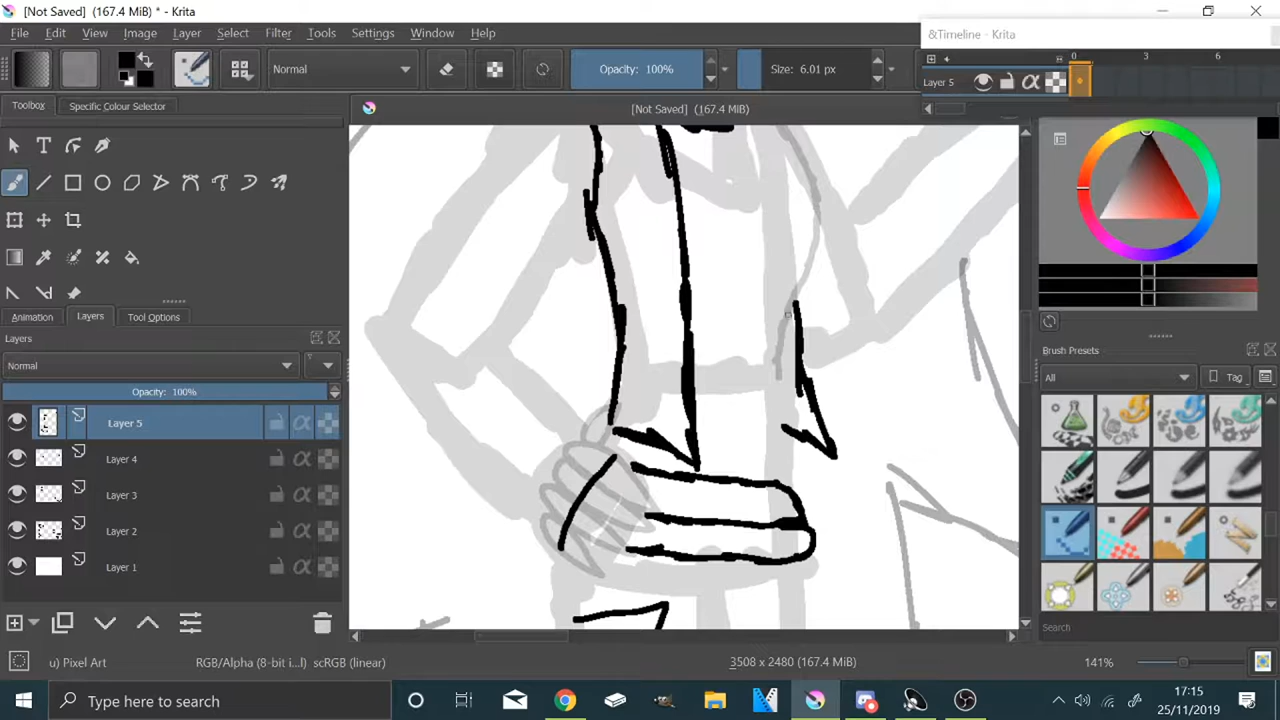 [Not Saved] (167.4 MiB) * - Krita
File Edit View Image Layer Select Filter Tools Settings Window Help
&Timeline - Krita
0 3 6
Normal
Opacity: 100%
Size: 6.01 px
Layer 5
Toolbox
Specific Colour Selector
[Not Saved] (167.4 MiB)
Animation
Layers
Tool Options
Layers
Normal
Opacity: 100%
Layer 5
Layer 4
Layer 3
Layer 2
Layer 1
Brush Presets
All
Tag
Search
u) Pixel Art
RGB/Alpha (8-bit i...l) scRGB (linear)
3508 x 2480 (167.4 MiB)
141%
Type here to search
17:15
25/11/2019